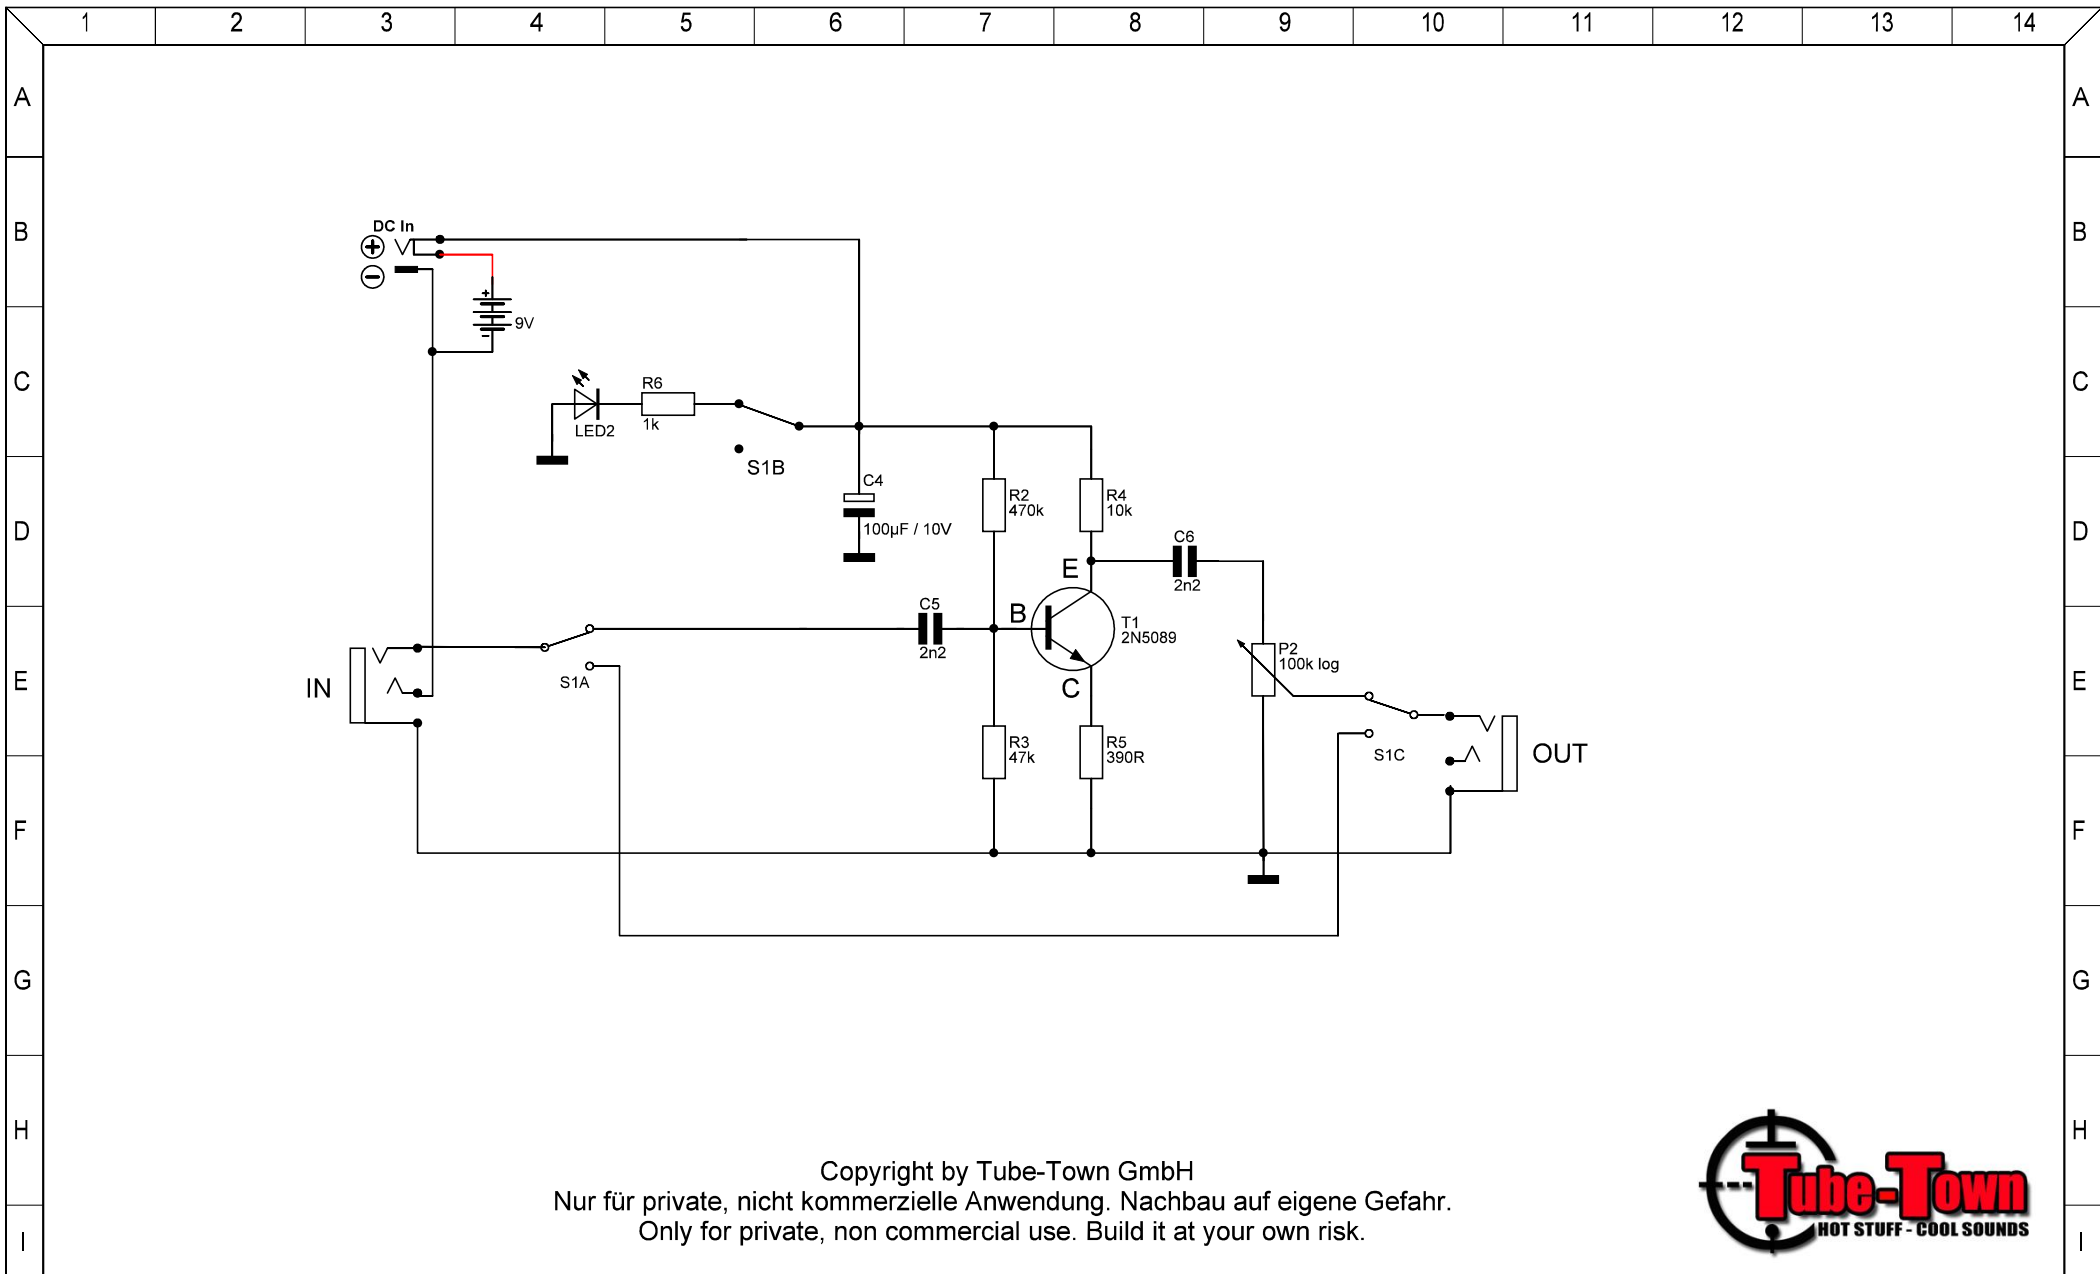 1 2 3 4 5 6 7 8 9 10 11 12 13 14
A A
B B
DC In
+
−
+
9V
−
C C
R6
1k
LED2
S1B
C4
100µF / 10V
D D
R2
470k
R4
10k
C6
2n2
E
C5
2n2
B
T1
2N5089
C
E E
IN
S1A
P2
100k log
R3
47k
R5
390R
S1C
OUT
F F
G G
H H
Copyright by Tube-Town GmbH
Nur für private, nicht kommerzielle Anwendung. Nachbau auf eigene Gefahr.
Only for private, non commercial use. Build it at your own risk.
Tube-Town
HOT STUFF - COOL SOUNDS
I I